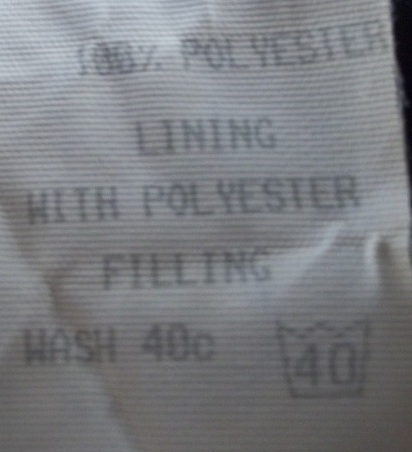 100% POLYESTER
LINING
WITH POLYESTER
FILLING
WASH 40c 40